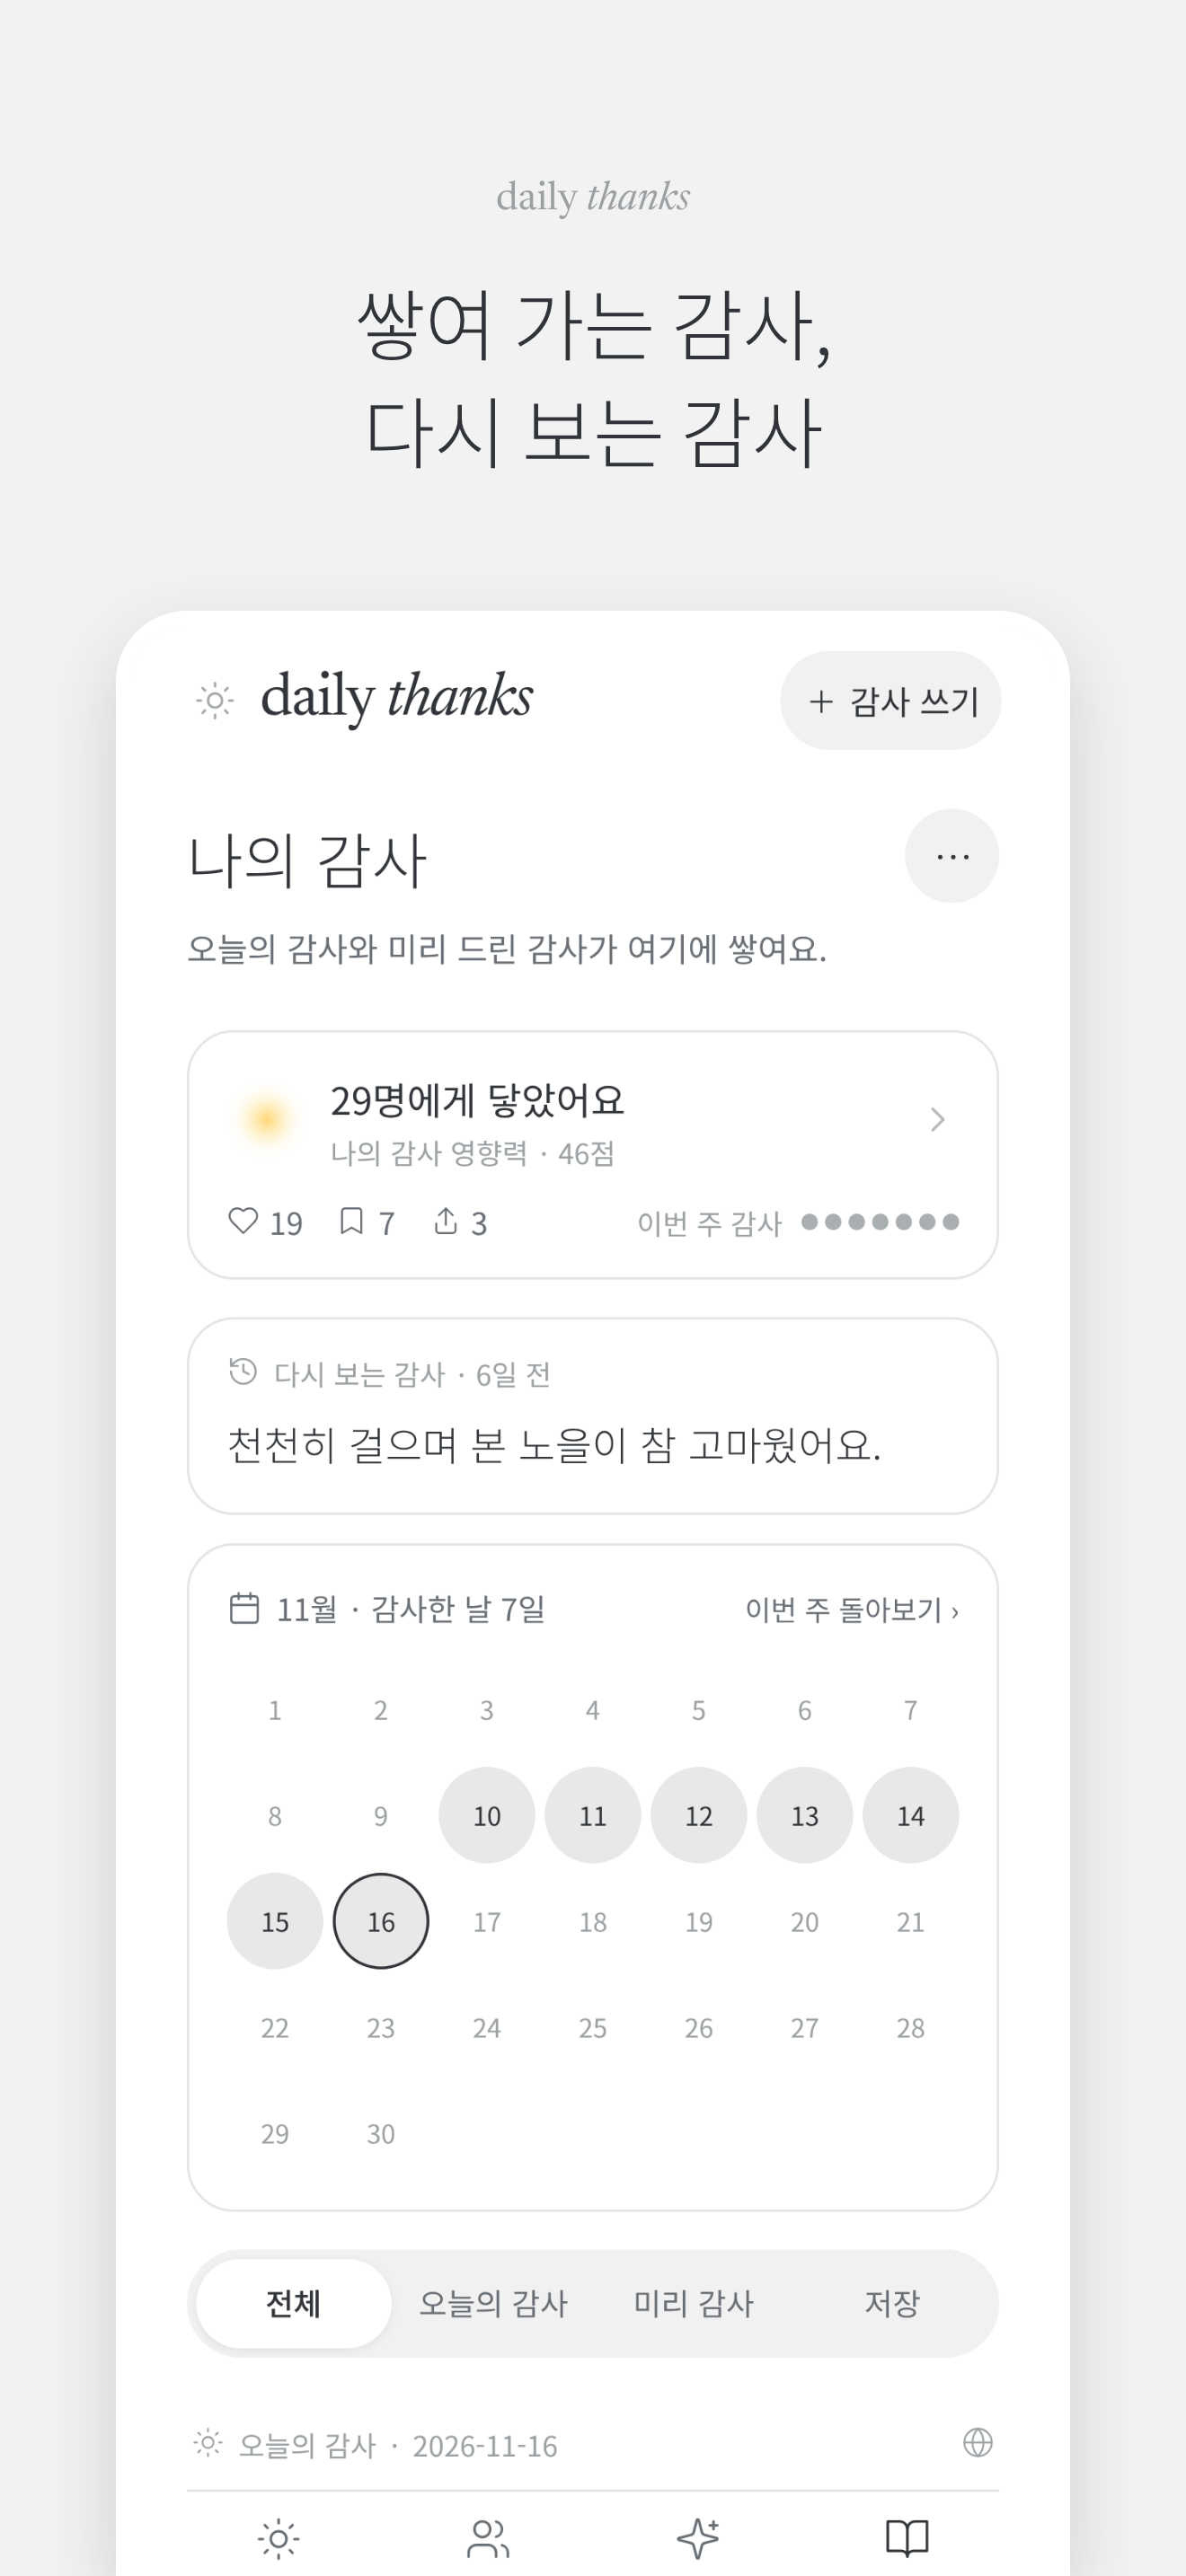 daily thanks
쌓여 가는 감사,
다시 보는 감사
daily thanks
+ 감사 쓰기
나의 감사
...
오늘의 감사와 미리 드린 감사가 여기에 쌓여요.
29명에게 닿았어요
나의 감사 영향력 · 46점
19 7 3 이번 주 감사
다시 보는 감사 · 6일 전
천천히 걸으며 본 노을이 참 고마웠어요.
11월 · 감사한 날 7일 이번 주 돌아보기 ›
1 2 3 4 5 6 7
8 9 10 11 12 13 14
15 16 17 18 19 20 21
22 23 24 25 26 27 28
29 30
전체 오늘의 감사 미리 감사 저장
오늘의 감사 · 2026-11-16